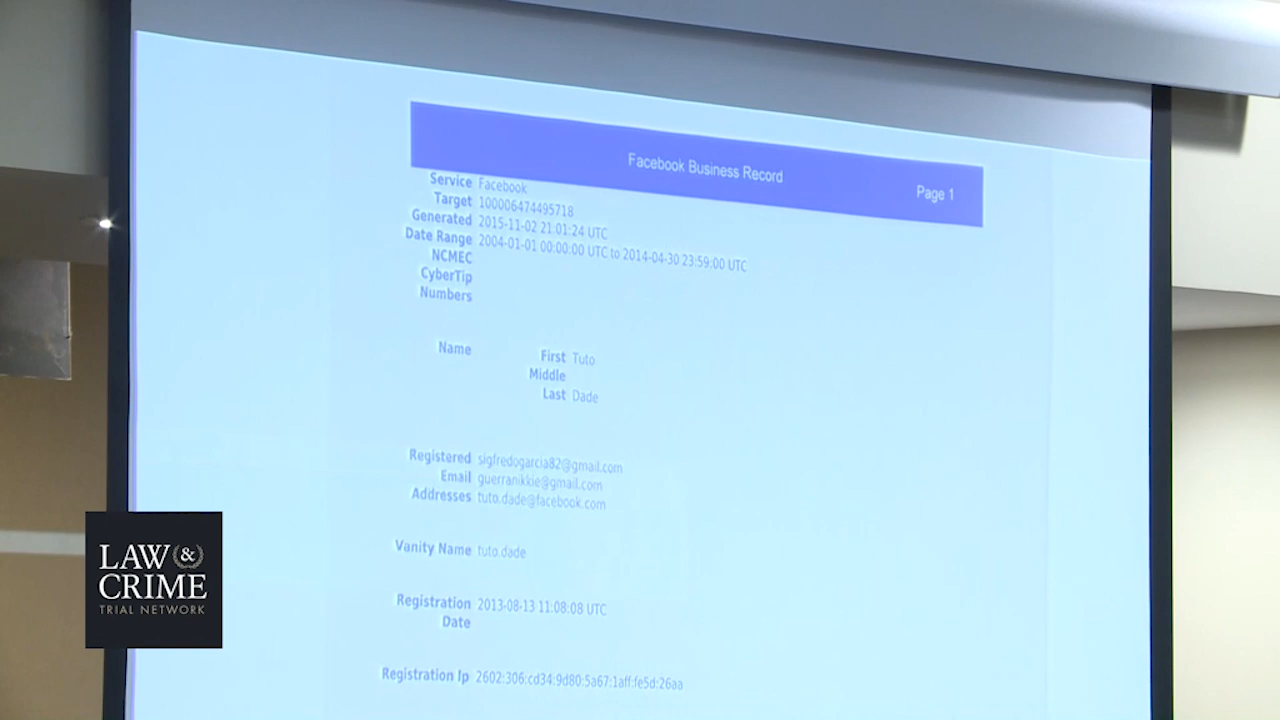 Facebook Business Record
Page 1
Service Facebook
Target 100006474495718
Generated 2015-11-02 21:01:24 UTC
Date Range 2004-01-01 00:00:00 UTC to 2014-04-30 23:59:00 UTC
NCMEC
CyberTip
Numbers
Name First Tuto
Middle
Last Dade
Registered sigfredogarcia82@gmail.com
Email guerranikkie@gmail.com
Addresses tuto.dade@facebook.com
Vanity Name tuto.dade
Registration 2013-08-13 11:08:08 UTC
Date
Registration Ip 2602:306:cd34:9d80:5a67:1aff:fe5d:26aa
LAW &
CRIME
TRIAL NETWORK